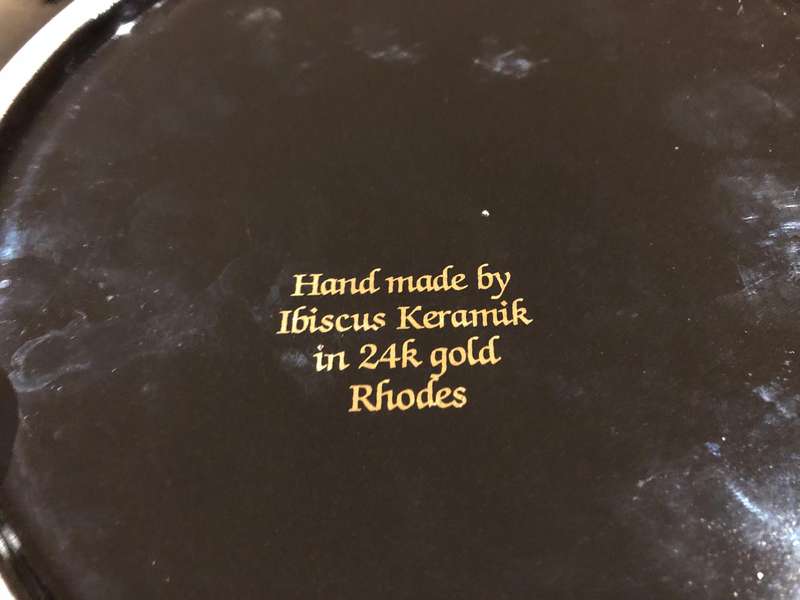 Hand made by
Ibiscus Keramik
in 24k gold
Rhodes